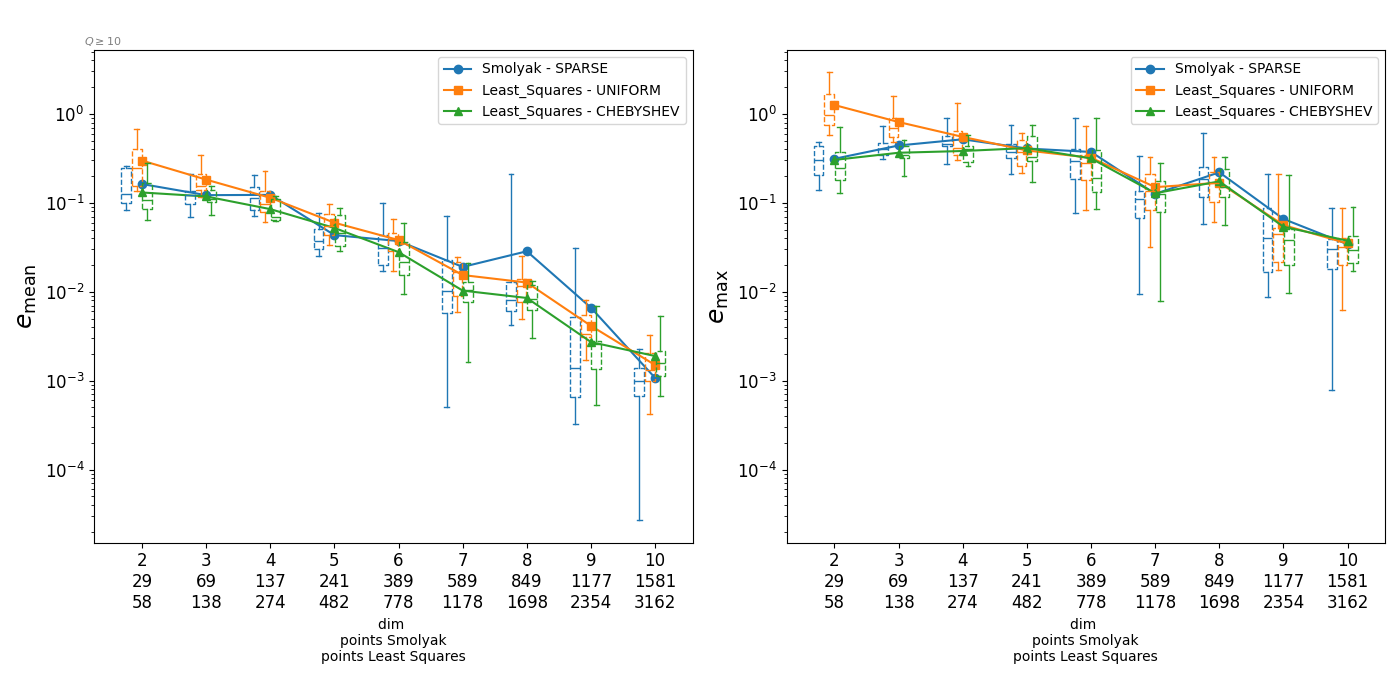 Q ≥ 10
Smolyak - SPARSE
Least_Squares - UNIFORM
Least_Squares - CHEBYSHEV
10⁰
10⁻¹
10⁻²
10⁻³
10⁻⁴
e_mean
2 3 4 5 6 7 8 9 10
29 69 137 241 389 589 849 1177 1581
58 138 274 482 778 1178 1698 2354 3162
dim
points Smolyak
points Least Squares
Smolyak - SPARSE
Least_Squares - UNIFORM
Least_Squares - CHEBYSHEV
10⁰
10⁻¹
10⁻²
10⁻³
10⁻⁴
e_max
2 3 4 5 6 7 8 9 10
29 69 137 241 389 589 849 1177 1581
58 138 274 482 778 1178 1698 2354 3162
dim
points Smolyak
points Least Squares